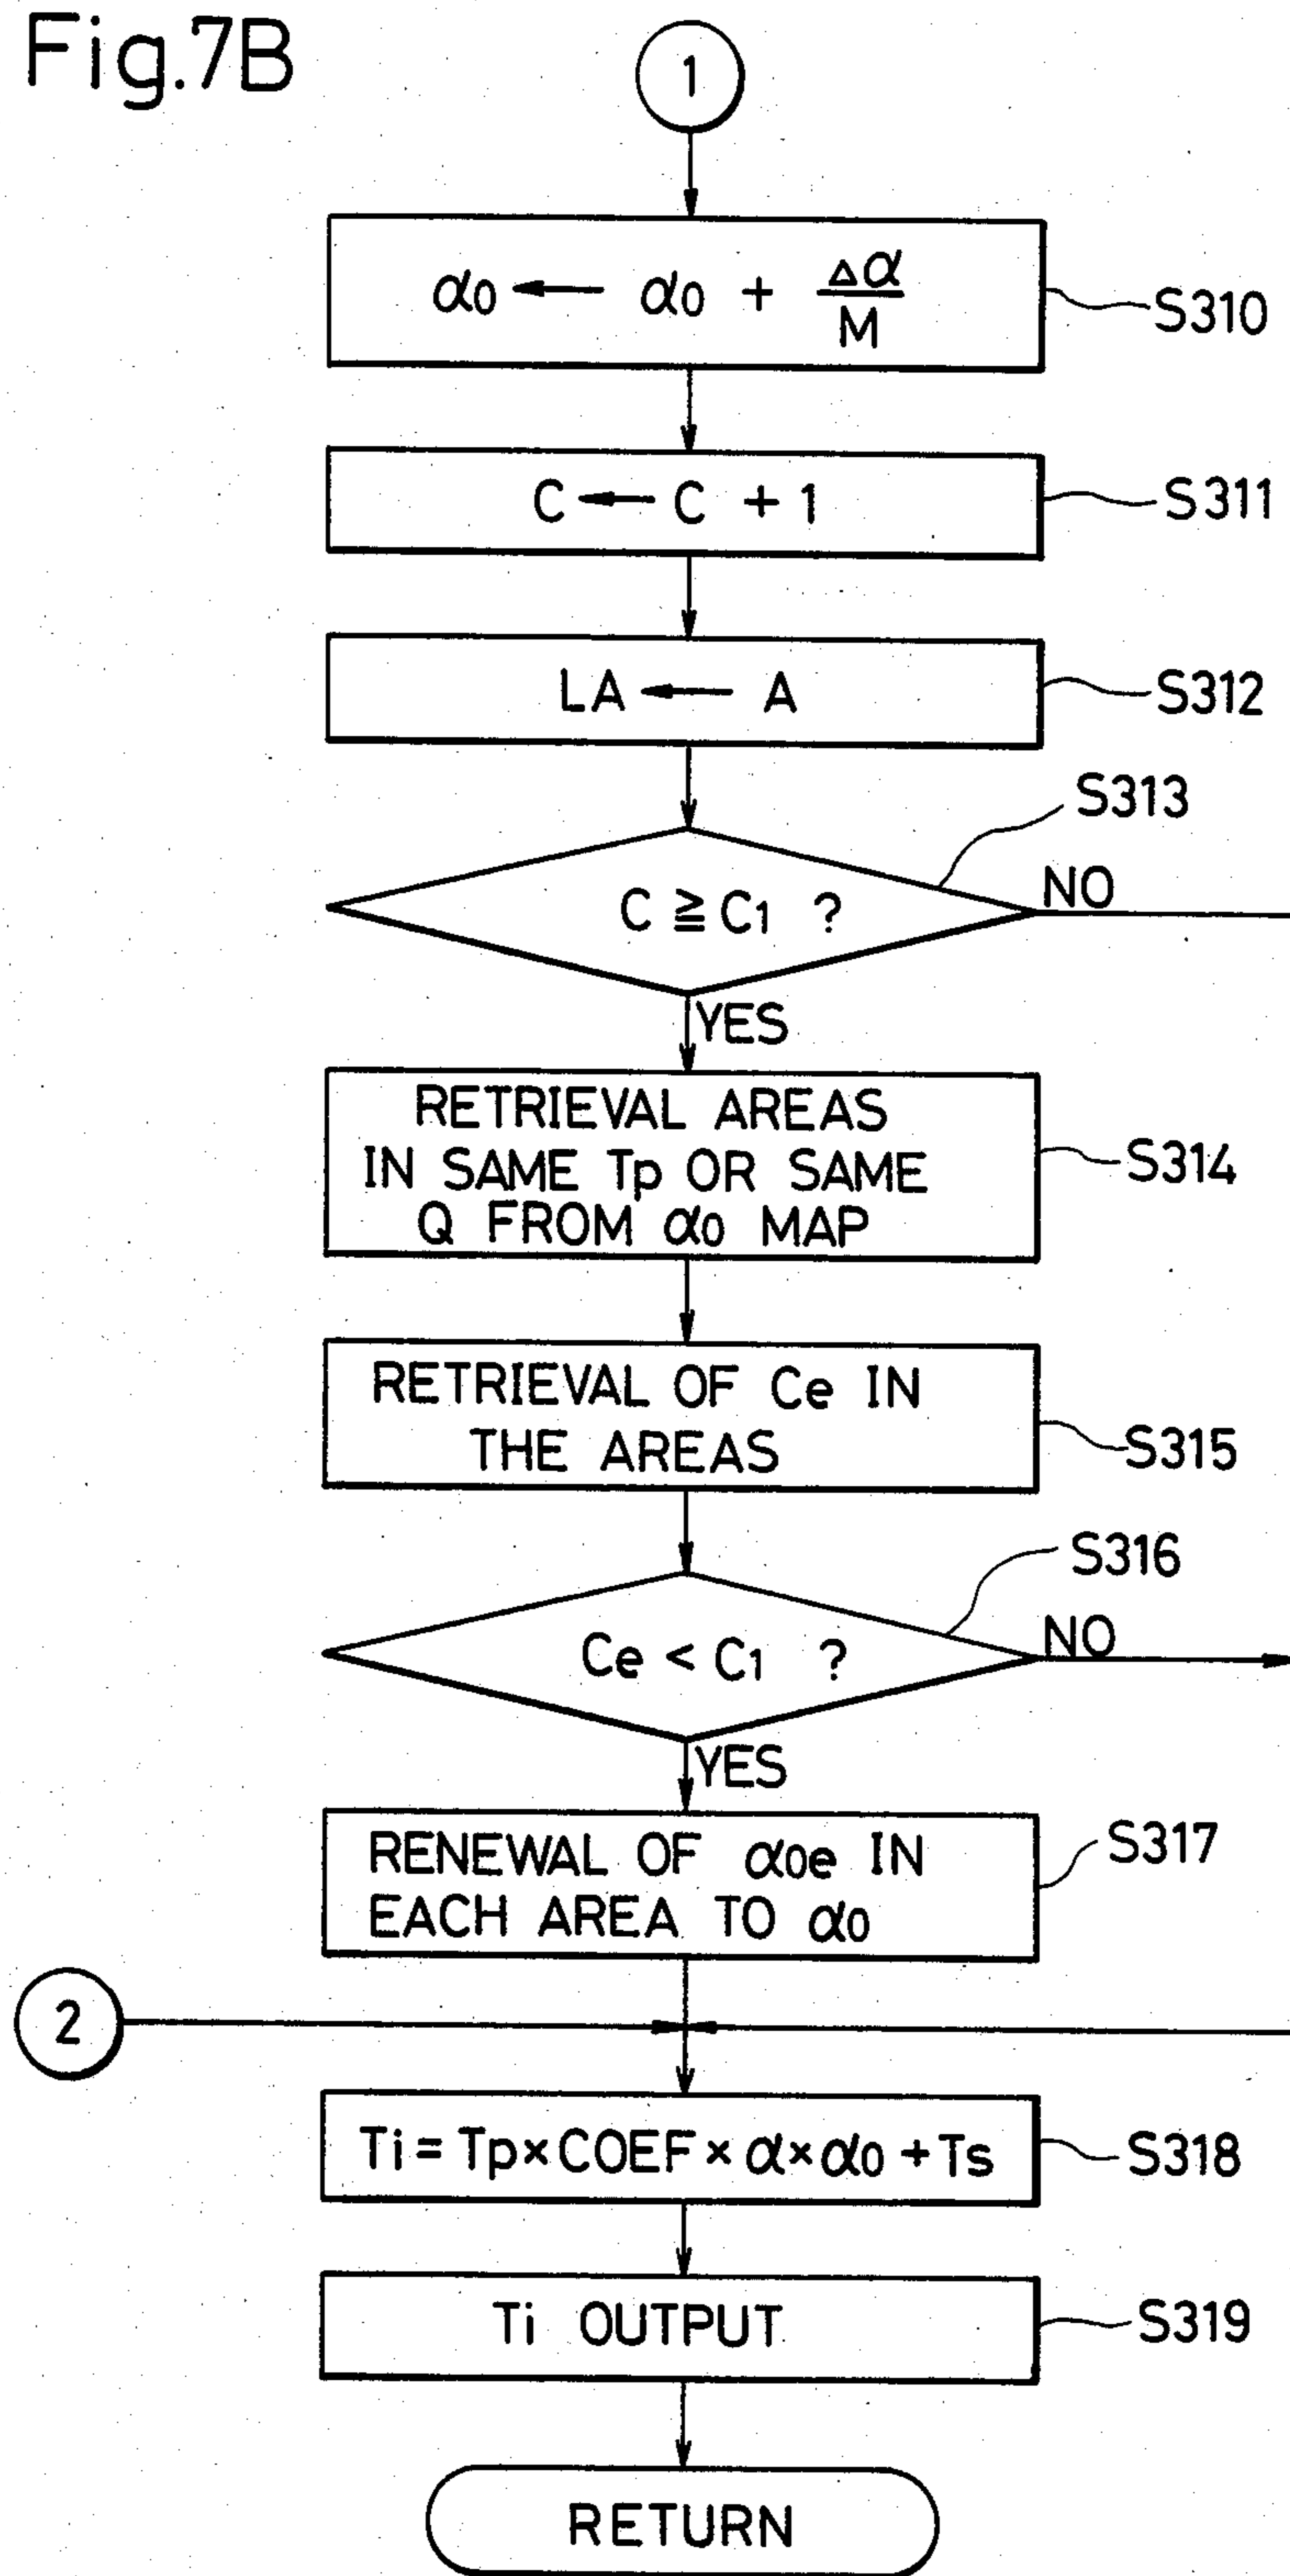 Fig.7B
1
α0 ← α0 + Δα/M
S310
C ← C + 1
S311
LA ← A
S312
S313
C ≧ C1 ?
NO
YES
RETRIEVAL AREAS
IN SAME Tp OR SAME
Q FROM α0 MAP
S314
RETRIEVAL OF Ce IN
THE AREAS
S315
S316
Ce < C1 ?
NO
YES
RENEWAL OF α0e IN
EACH AREA TO α0
S317
2
Ti = Tp × COEF × α × α0 + Ts
S318
Ti OUTPUT
S319
RETURN